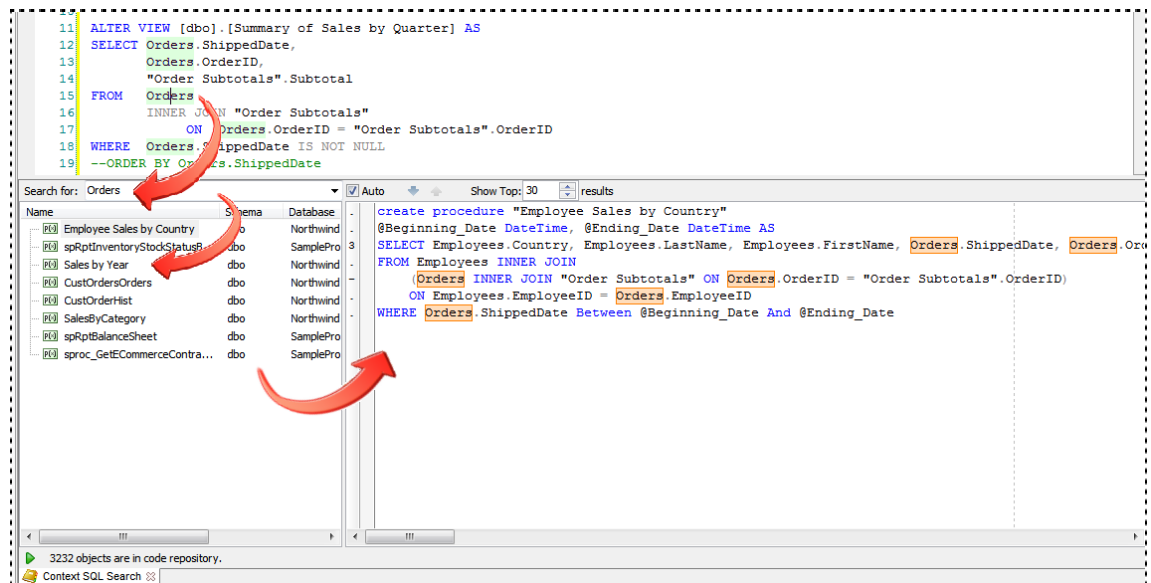 10
11 ALTER VIEW [dbo].[Summary of Sales by Quarter] AS
12 SELECT Orders.ShippedDate,
13 Orders.OrderID,
14 "Order Subtotals".Subtotal
15 FROM Orders
16 INNER JOIN "Order Subtotals"
17 ON Orders.OrderID = "Order Subtotals".OrderID
18 WHERE Orders.ShippedDate IS NOT NULL
19 --ORDER BY Orders.ShippedDate
Search for: Orders
Auto Show Top: 30 results
Name Schema Database
Employee Sales by Country dbo Northwind
spRptInventoryStockStatusB... dbo SamplePro
Sales by Year dbo Northwind
CustOrdersOrders dbo Northwind
CustOrderHist dbo Northwind
SalesByCategory dbo Northwind
spRptBalanceSheet dbo SamplePro
sproc_GetECommerceContra... dbo SamplePro
create procedure "Employee Sales by Country"
@Beginning_Date DateTime, @Ending_Date DateTime AS
3 SELECT Employees.Country, Employees.LastName, Employees.FirstName, Orders.ShippedDate, Orders.Or
FROM Employees INNER JOIN
(Orders INNER JOIN "Order Subtotals" ON Orders.OrderID = "Order Subtotals".OrderID)
ON Employees.EmployeeID = Orders.EmployeeID
WHERE Orders.ShippedDate Between @Beginning_Date And @Ending_Date
3232 objects are in code repository.
Context SQL Search